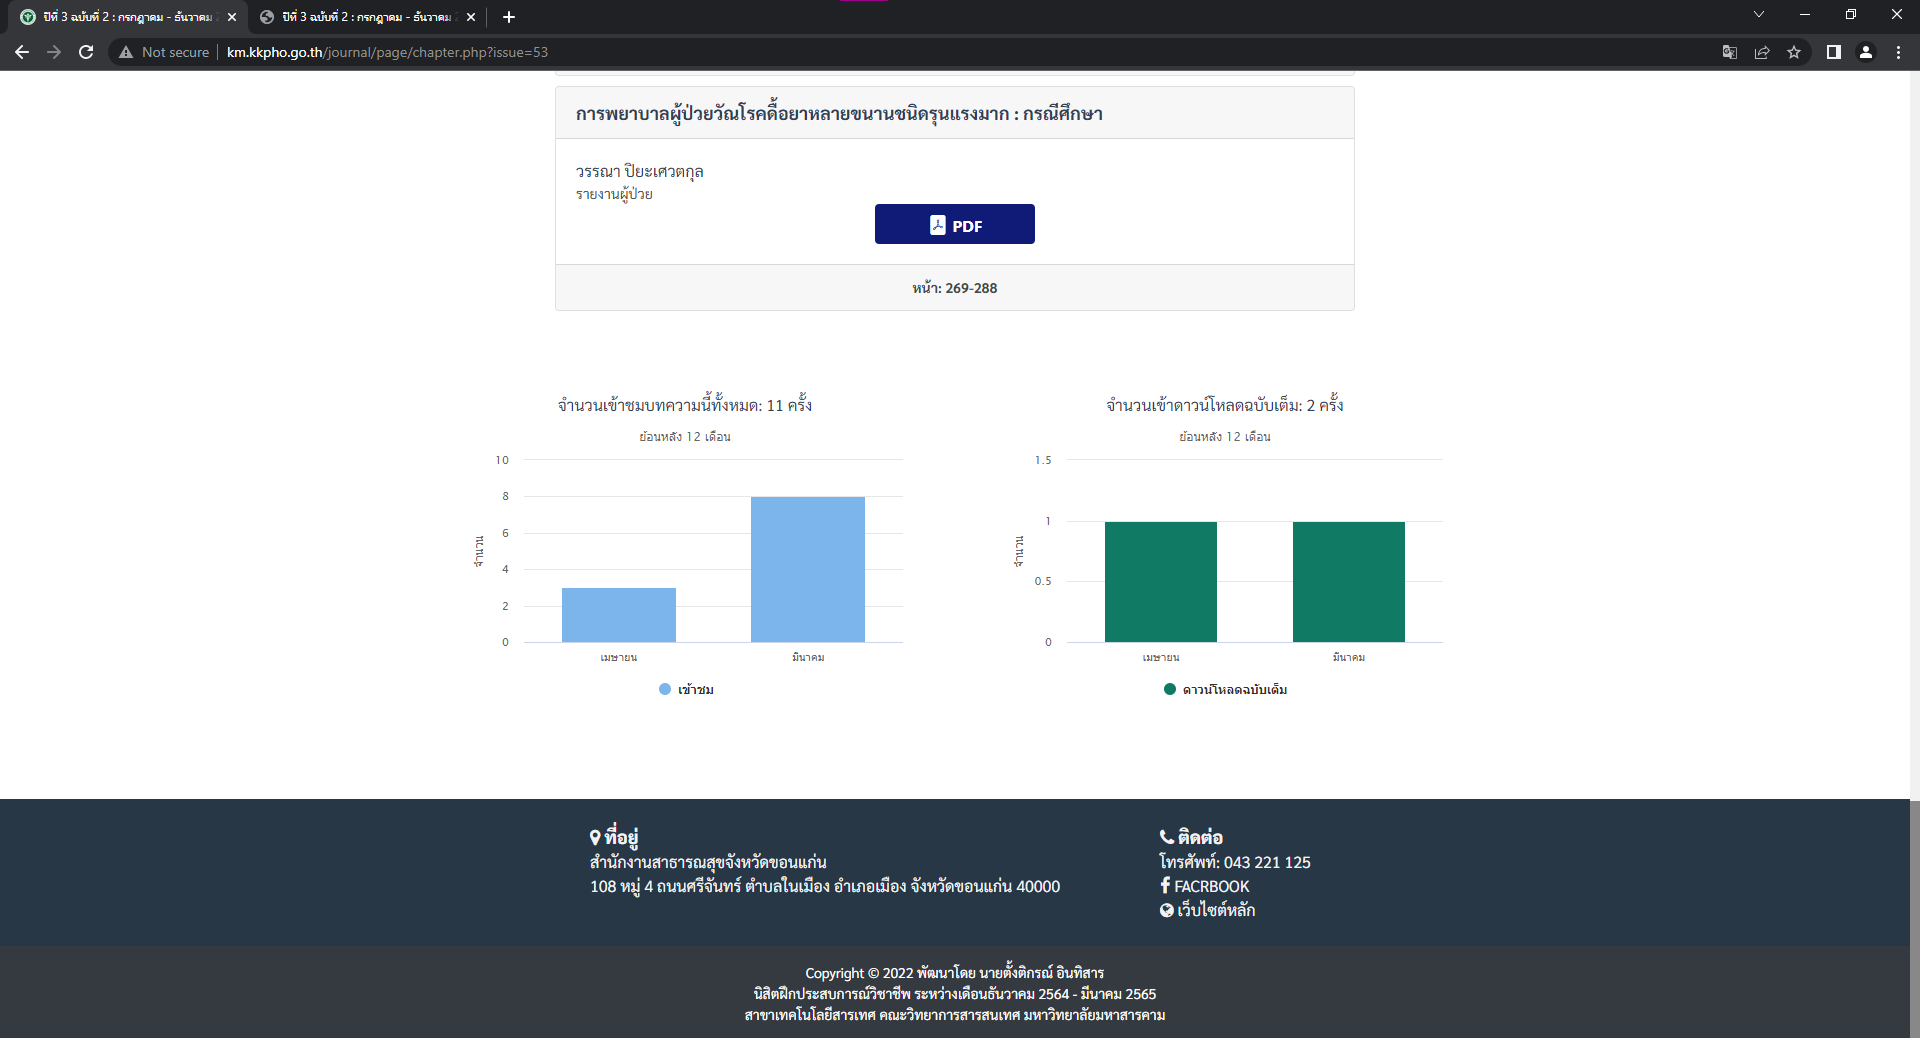 ปีที่ 3 ฉบับที่ 2 : กรกฎาคม - ธันวาคม
ปีที่ 3 ฉบับที่ 2 : กรกฎาคม - ธันวาคม
Not secure
km.kkpho.go.th/journal/page/chapter.php?issue=53
การพยาบาลผู้ป่วยวัณโรคดื้อยาหลายขนานชนิดรุนแรงมาก : กรณีศึกษา
วรรณา ปิยะเศวตกุล
รายงานผู้ป่วย
PDF
หน้า: 269-288
จำนวนเข้าชมบทความนี้ทั้งหมด: 11 ครั้ง
ย้อนหลัง 12 เดือน
จำนวน
10
8
6
4
2
0
เมษายน
มีนาคม
เข้าชม
จำนวนเข้าดาวน์โหลดฉบับเต็ม: 2 ครั้ง
ย้อนหลัง 12 เดือน
จำนวน
1.5
1
0.5
0
เมษายน
มีนาคม
ดาวน์โหลดฉบับเต็ม
ที่อยู่
สำนักงานสาธารณสุขจังหวัดขอนแก่น
108 หมู่ 4 ถนนศรีจันทร์ ตำบลในเมือง อำเภอเมือง จังหวัดขอนแก่น 40000
ติดต่อ
โทรศัพท์: 043 221 125
FACRBOOK
เว็บไซต์หลัก
Copyright © 2022 พัฒนาโดย นายตั้งติกรณ์ อินทิสาร
นิสิตฝึกประสบการณ์วิชาชีพ ระหว่างเดือนธันวาคม 2564 - มีนาคม 2565
สาขาเทคโนโลยีสารเทศ คณะวิทยาการสารสนเทศ มหาวิทยาลัยมหาสารคาม